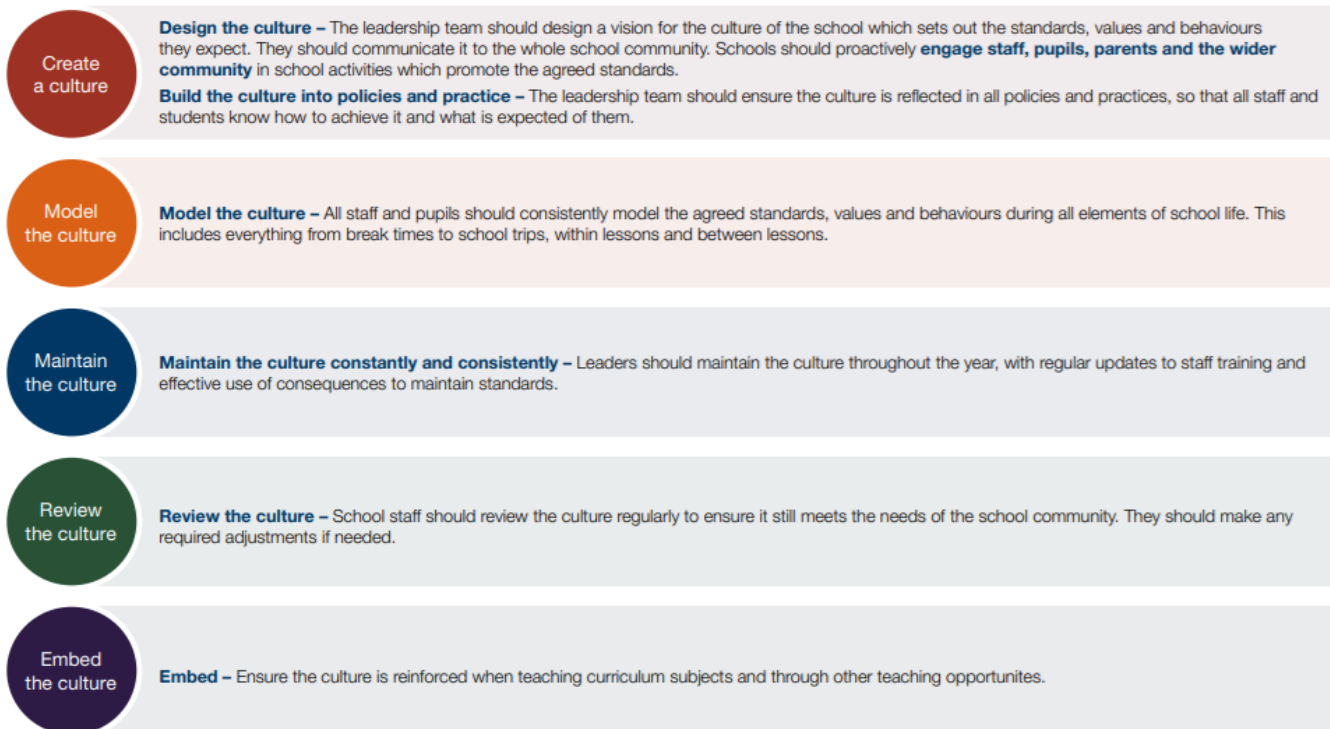 Create
a culture
Design the culture – The leadership team should design a vision for the culture of the school which sets out the standards, values and behaviours
they expect. They should communicate it to the whole school community. Schools should proactively engage staff, pupils, parents and the wider
community in school activities which promote the agreed standards.
Build the culture into policies and practice – The leadership team should ensure the culture is reflected in all policies and practices, so that all staff and
students know how to achieve it and what is expected of them.
Model
the culture
Model the culture – All staff and pupils should consistently model the agreed standards, values and behaviours during all elements of school life. This
includes everything from break times to school trips, within lessons and between lessons.
Maintain
the culture
Maintain the culture constantly and consistently – Leaders should maintain the culture throughout the year, with regular updates to staff training and
effective use of consequences to maintain standards.
Review
the culture
Review the culture – School staff should review the culture regularly to ensure it still meets the needs of the school community. They should make any
required adjustments if needed.
Embed
the culture
Embed – Ensure the culture is reinforced when teaching curriculum subjects and through other teaching opportunites.